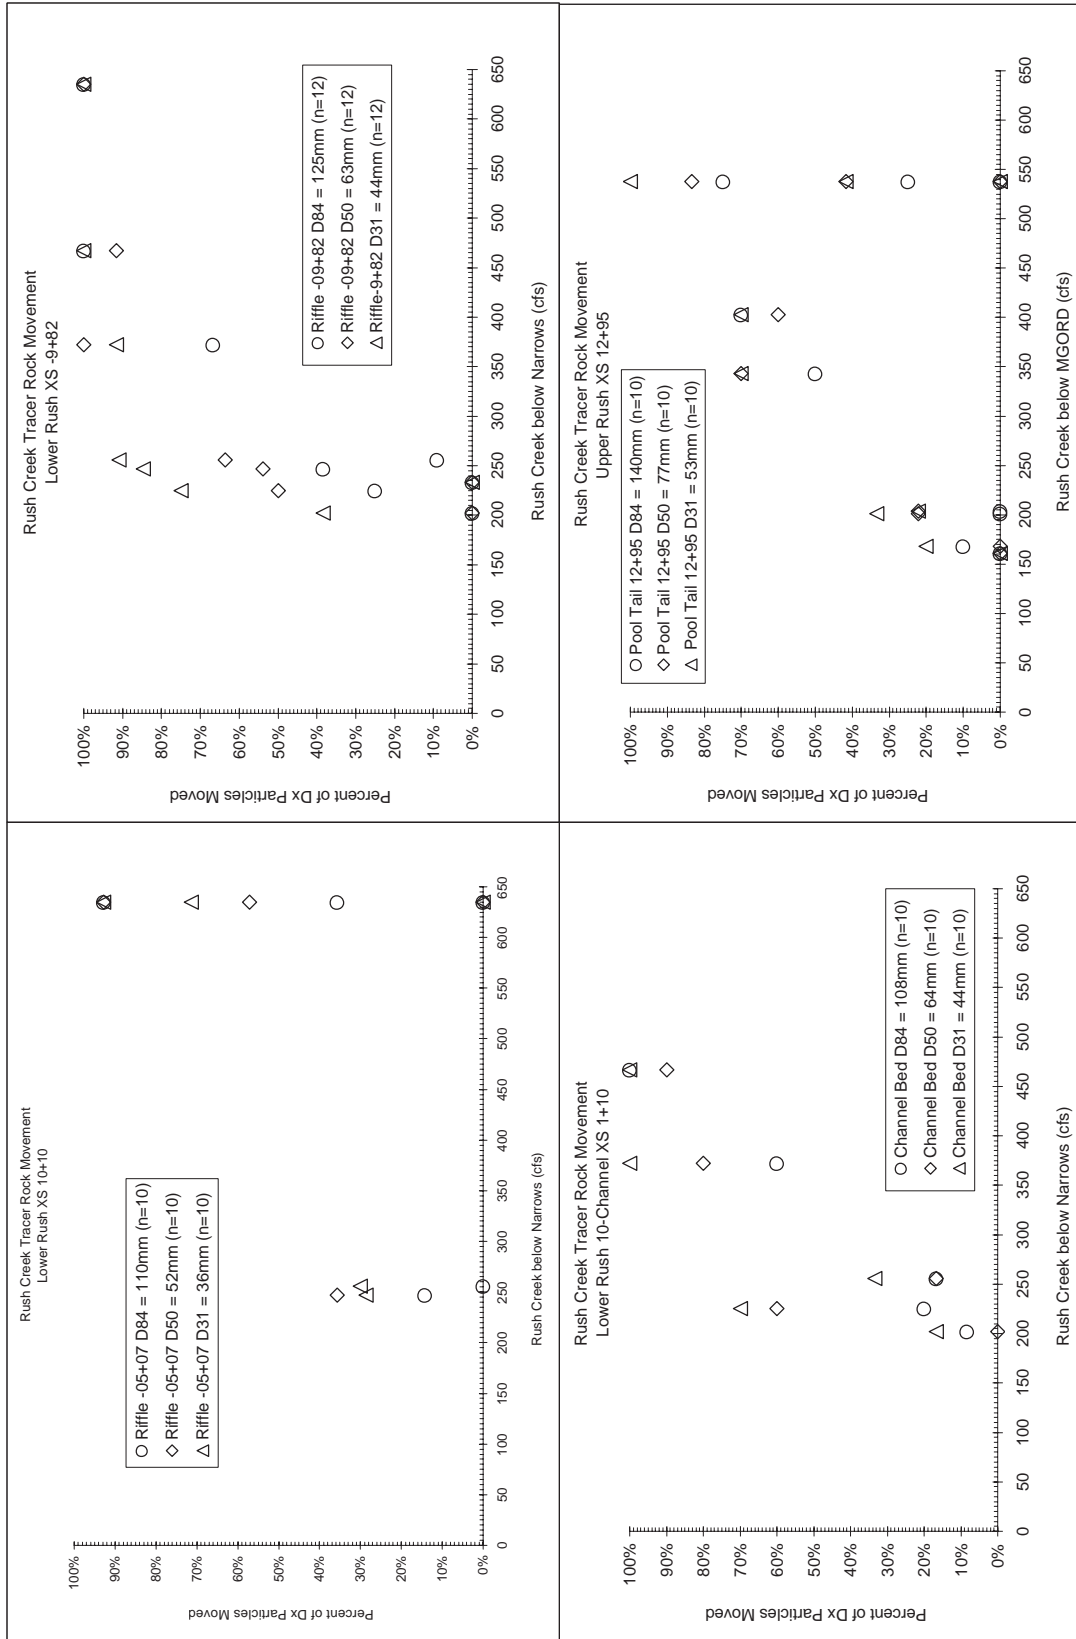 Rush Creek Tracer Rock Movement
Lower Rush XS 10+10
Percent of Dx Particles Moved
100%
90%
80%
70%
60%
50%
40%
30%
20%
10%
0%
0 50 100 150 200 250 300 350 400 450 500 550 600 650
Rush Creek below Narrows (cfs)
Riffle -05+07 D84 = 110mm (n=10)
Riffle -05+07 D50 = 52mm (n=10)
Riffle -05+07 D31 = 36mm (n=10)
Rush Creek Tracer Rock Movement
Lower Rush XS -9+82
Percent of Dx Particles Moved
100%
90%
80%
70%
60%
50%
40%
30%
20%
10%
0%
0 50 100 150 200 250 300 350 400 450 500 550 600 650
Rush Creek below Narrows (cfs)
Riffle -09+82 D84 = 125mm (n=12)
Riffle -09+82 D50 = 63mm (n=12)
Riffle-9+82 D31 = 44mm (n=12)
Rush Creek Tracer Rock Movement
Lower Rush 10-Channel XS 1+10
Percent of Dx Particles Moved
100%
90%
80%
70%
60%
50%
40%
30%
20%
10%
0%
0 50 100 150 200 250 300 350 400 450 500 550 600 650
Rush Creek below Narrows (cfs)
Channel Bed D84 = 108mm (n=10)
Channel Bed D50 = 64mm (n=10)
Channel Bed D31 = 44mm (n=10)
Rush Creek Tracer Rock Movement
Upper Rush XS 12+95
Percent of Dx Particles Moved
100%
90%
80%
70%
60%
50%
40%
30%
20%
10%
0%
0 50 100 150 200 250 300 350 400 450 500 550 600 650
Rush Creek below MGORD (cfs)
Pool Tail 12+95 D84 = 140mm (n=10)
Pool Tail 12+95 D50 = 77mm (n=10)
Pool Tail 12+95 D31 = 53mm (n=10)